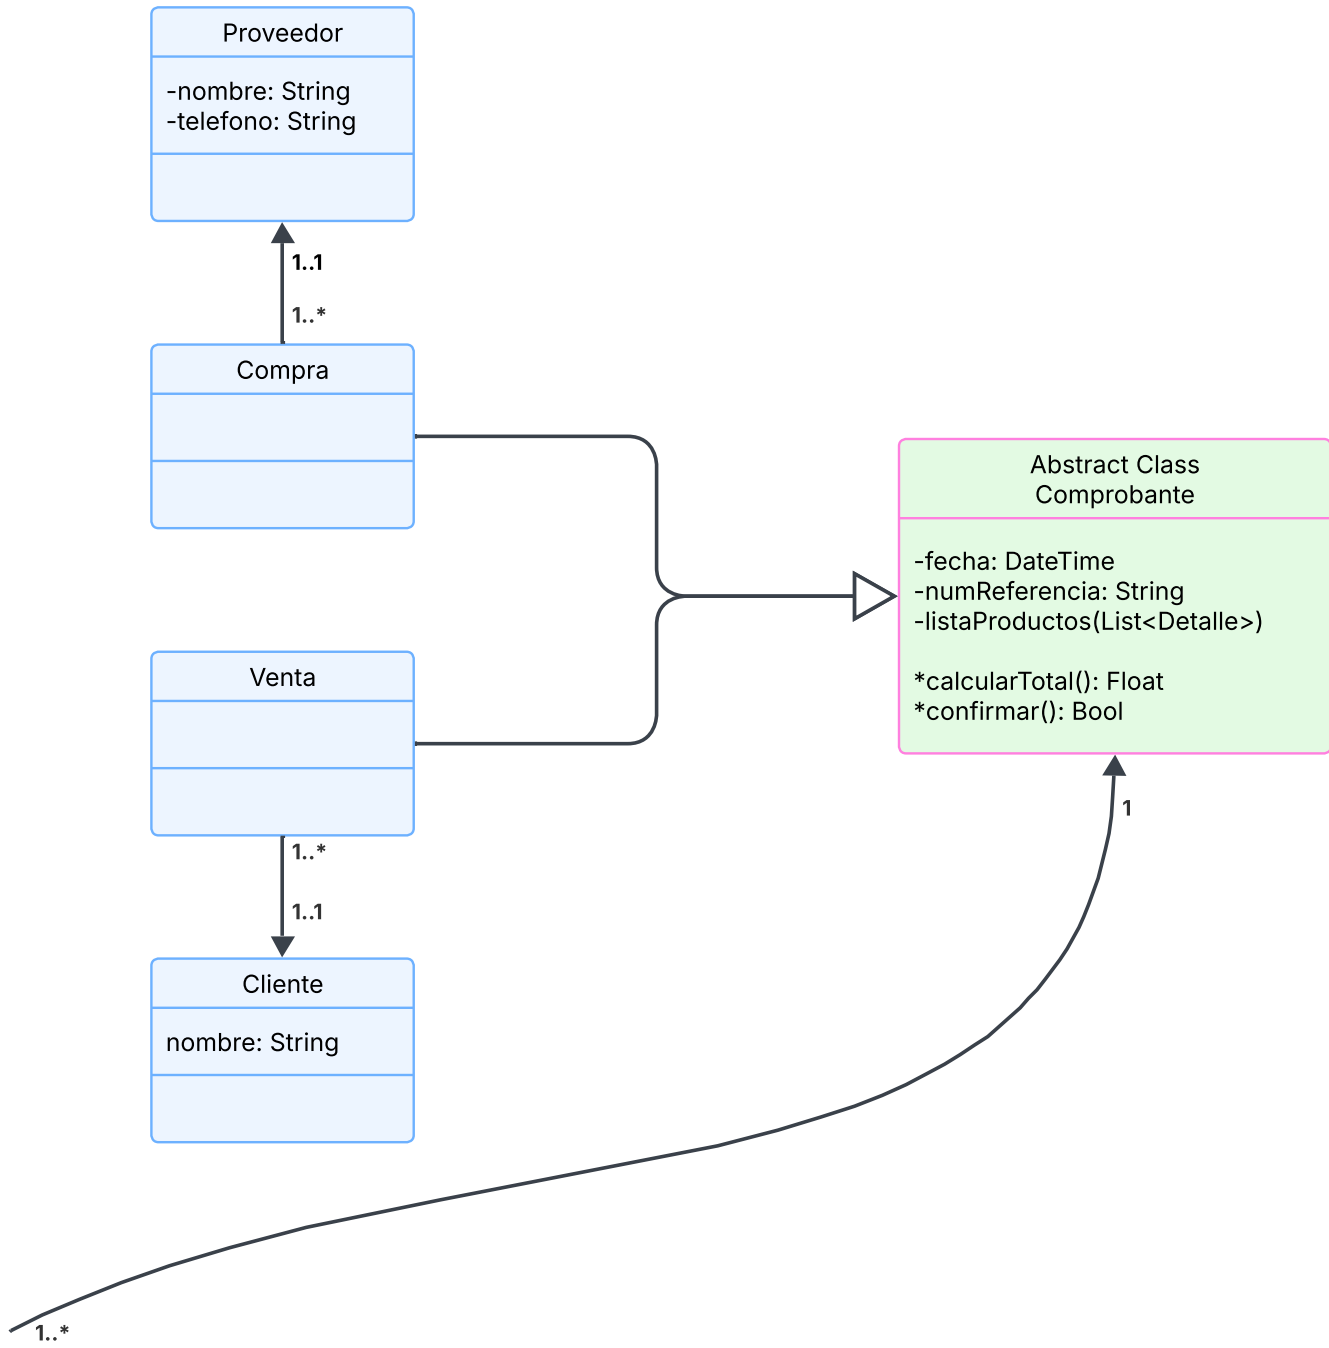 Proveedor
-nombre: String
-telefono: String
1..1
1..*
Compra
Abstract Class
Comprobante
-fecha: DateTime
-numReferencia: String
-listaProductos(List<Detalle>)
*calcularTotal(): Float
*confirmar(): Bool
Venta
1
1..*
1..1
Cliente
nombre: String
1..*